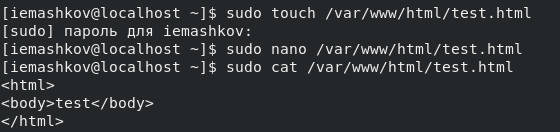 [iemashkov@localhost ~]$ sudo touch /var/www/html/test.html
[sudo] пароль для iemashkov:
[iemashkov@localhost ~]$ sudo nano /var/www/html/test.html
[iemashkov@localhost ~]$ sudo cat /var/www/html/test.html
<html>
<body>test</body>
</html>